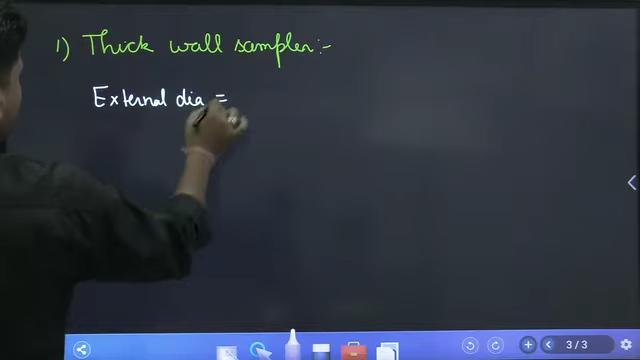 1) Thick wall sampler:-
External dia =
3 / 3